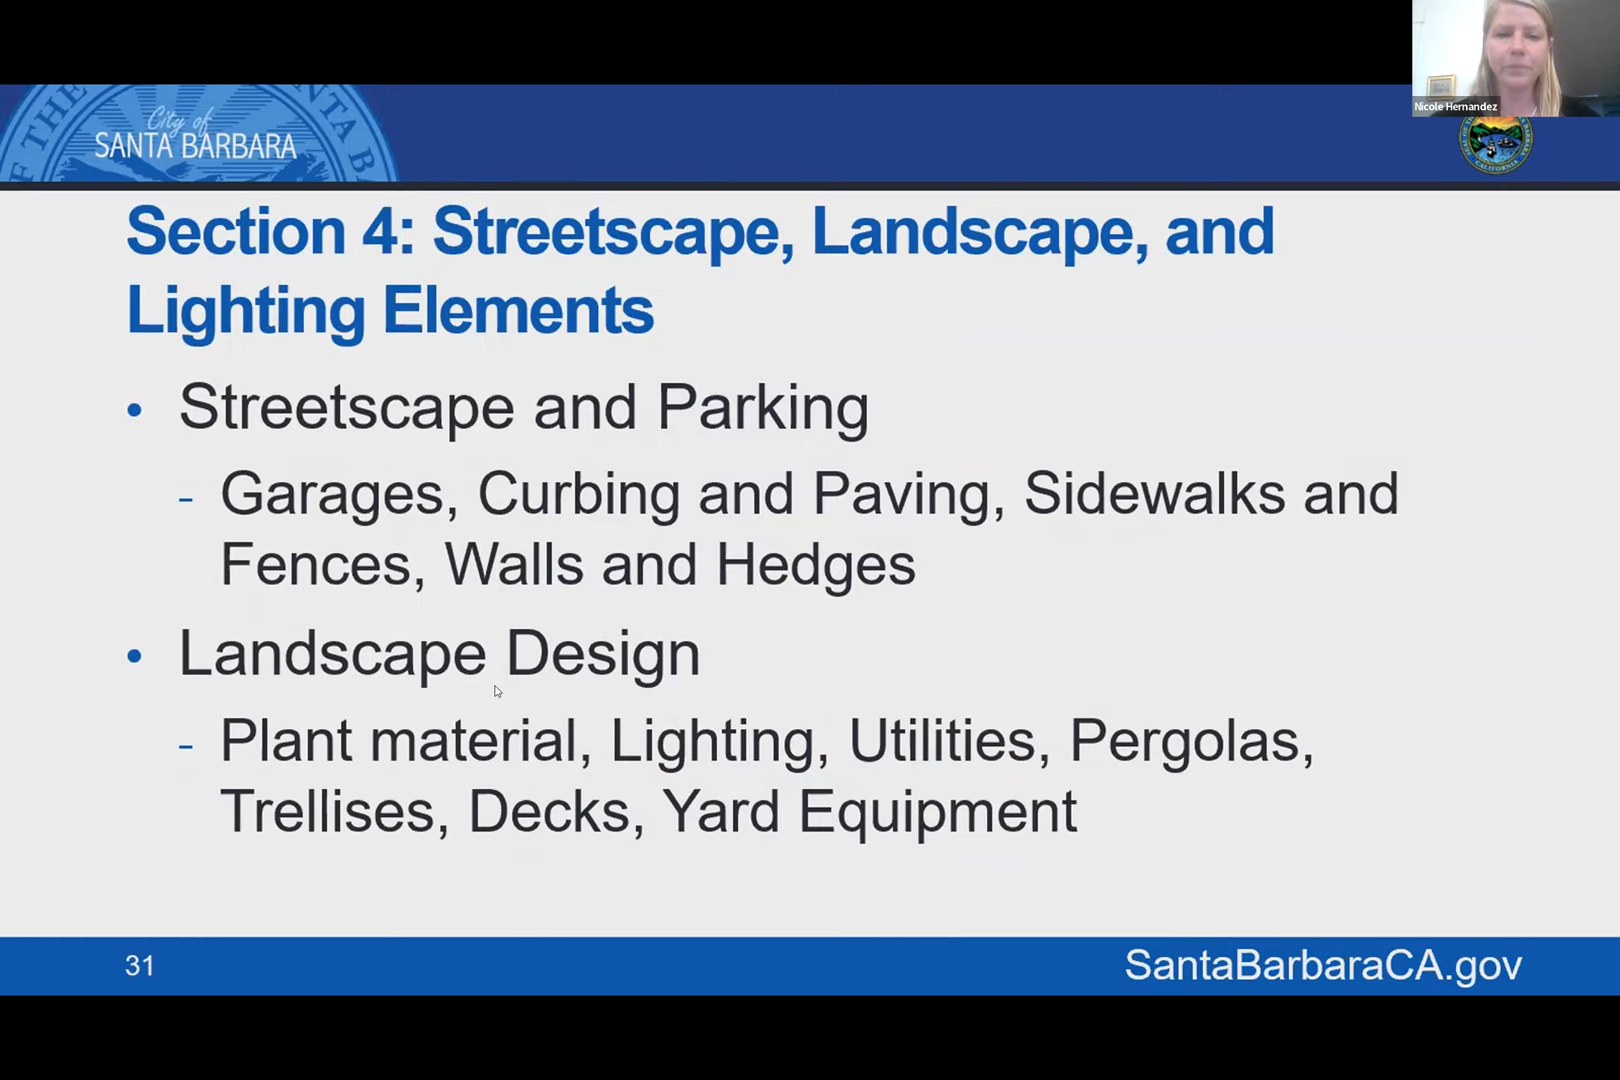 Nicole Hernandez
City of
SANTA BARBARA
Section 4: Streetscape, Landscape, and
Lighting Elements
• Streetscape and Parking
- Garages, Curbing and Paving, Sidewalks and
Fences, Walls and Hedges
• Landscape Design
- Plant material, Lighting, Utilities, Pergolas,
Trellises, Decks, Yard Equipment
31
SantaBarbaraCA.gov